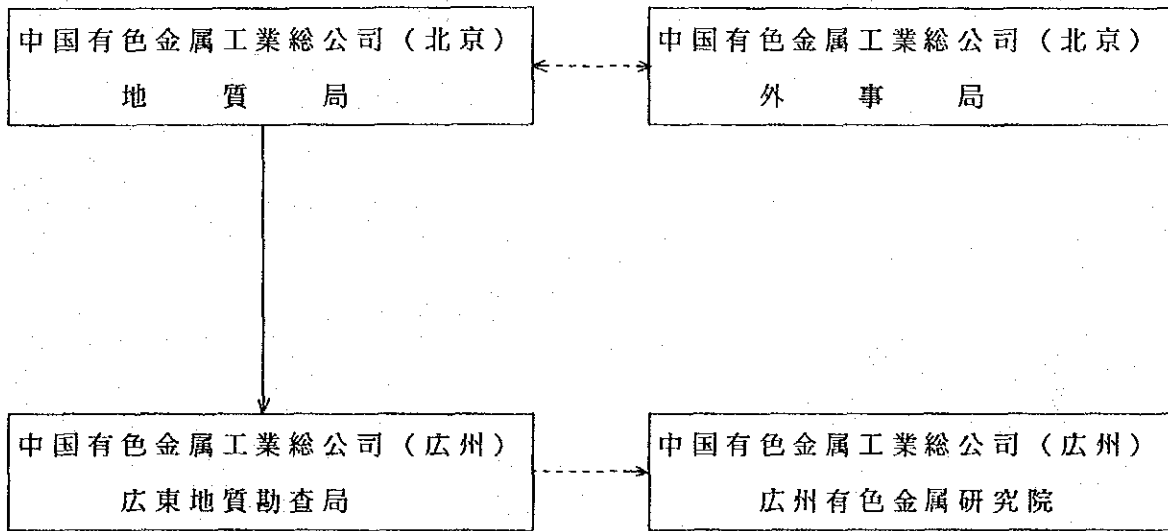 中国有色金属工業総公司（北京）
地質局
中国有色金属工業総公司（北京）
外事局
中国有色金属工業総公司（広州）
広東地質勘査局
中国有色金属工業総公司（広州）
広州有色金属研究院